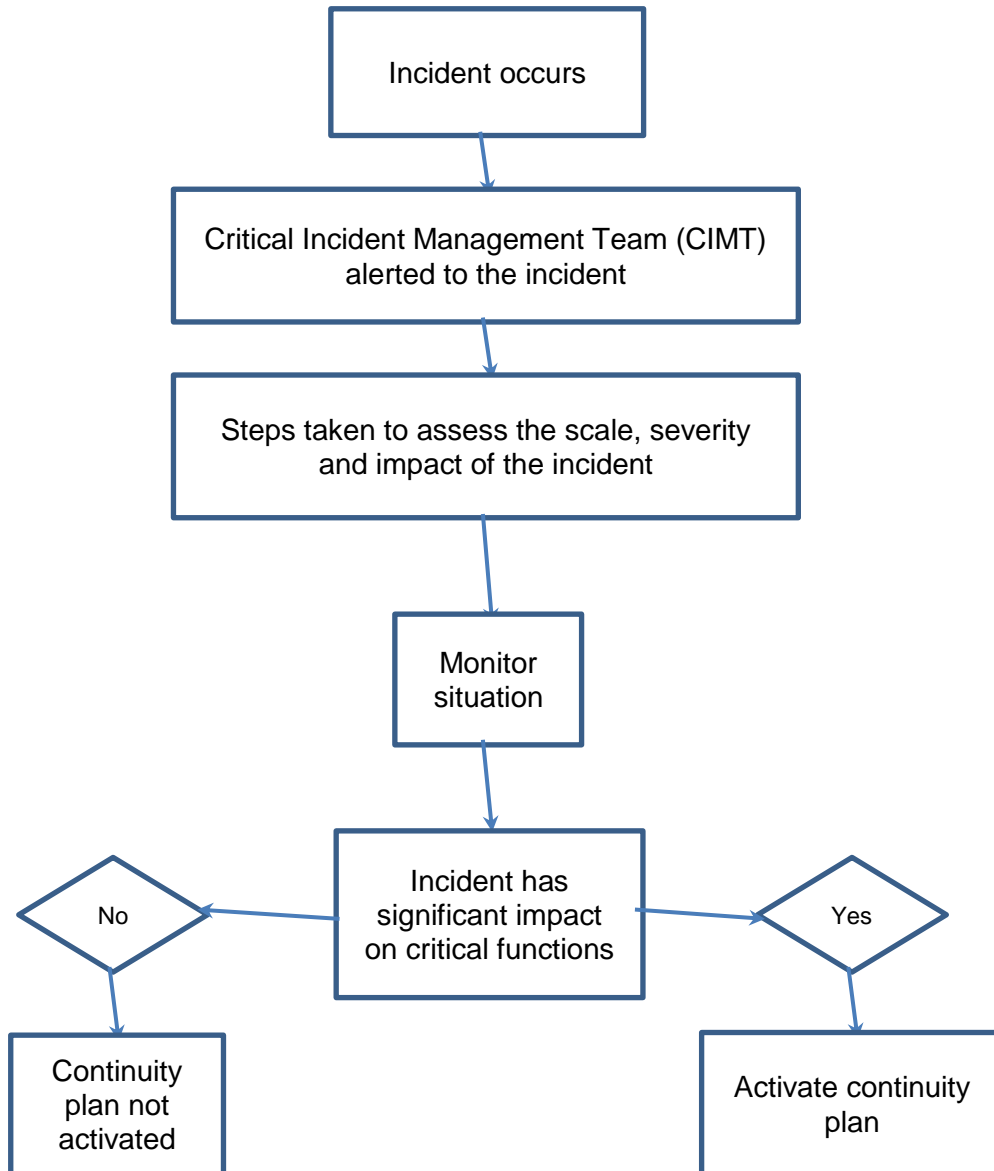 Incident occurs
Critical Incident Management Team (CIMT)
alerted to the incident
Steps taken to assess the scale, severity
and impact of the incident
Monitor
situation
Incident has
significant impact
on critical functions
No
Yes
Continuity
plan not
activated
Activate continuity
plan